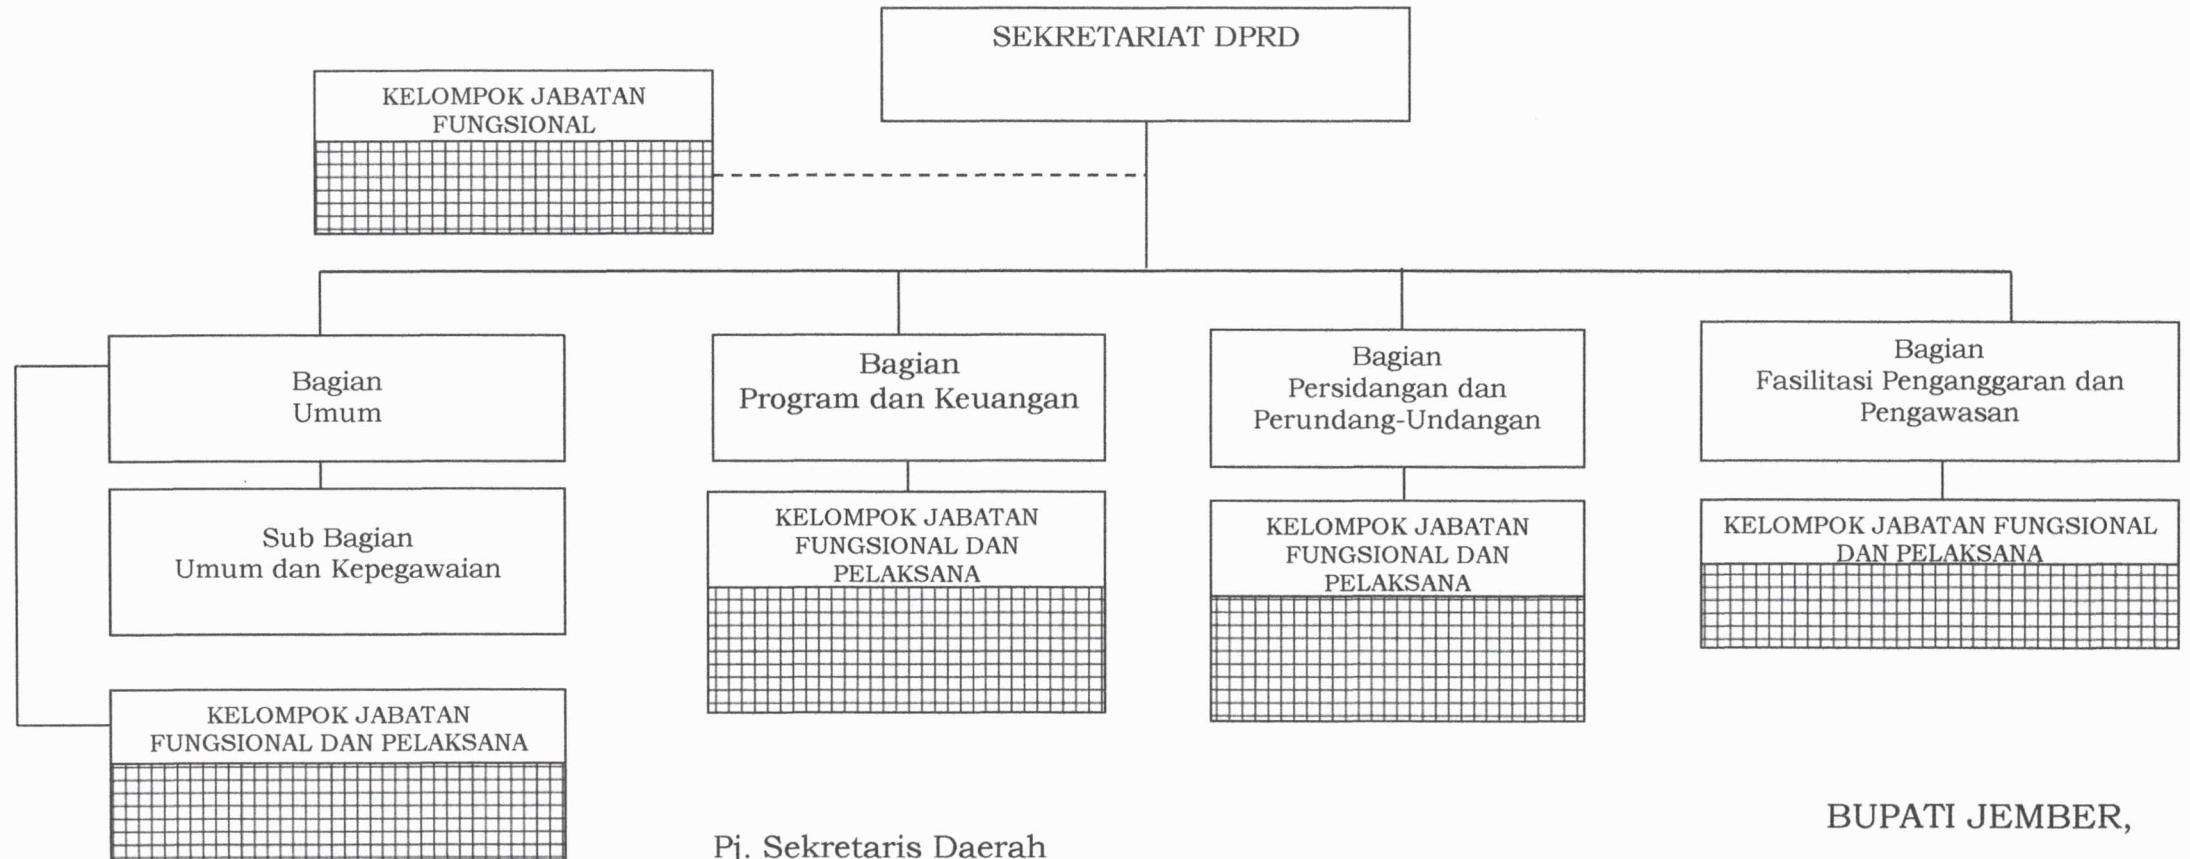 SEKRETARIAT DPRD
KELOMPOK JABATAN
FUNGSIONAL
Bagian
Umum
Bagian
Program dan Keuangan
Bagian
Persidangan dan
Perundang-Undangan
Bagian
Fasilitasi Penganggaran dan
Pengawasan
Sub Bagian
Umum dan Kepegawaian
KELOMPOK JABATAN
FUNGSIONAL DAN
PELAKSANA
KELOMPOK JABATAN
FUNGSIONAL DAN
PELAKSANA
KELOMPOK JABATAN FUNGSIONAL
DAN PELAKSANA
KELOMPOK JABATAN
FUNGSIONAL DAN PELAKSANA
BUPATI JEMBER,
Pj. Sekretaris Daerah